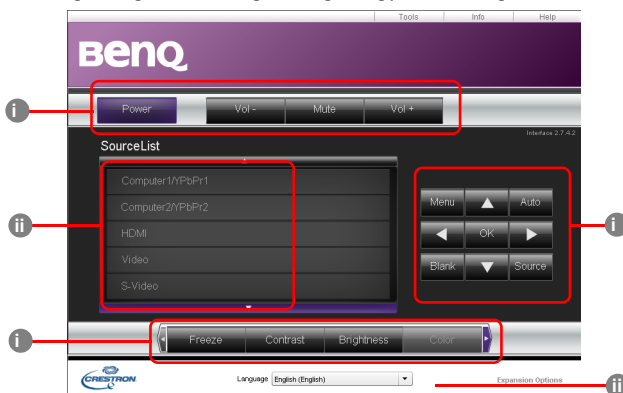 Tools Info Help
BenQ
i
Power Vol - Mute Vol +
Interface 2.7.4.2
SourceList
Computer1/YPbPr1
Computer2/YPbPr2
HDMI
Video
S-Video
ii
Menu Auto
OK
Blank Source
i
i
Freeze Contrast Brightness Color
CRESTRON
Language English (English)
Expansion Options
ii